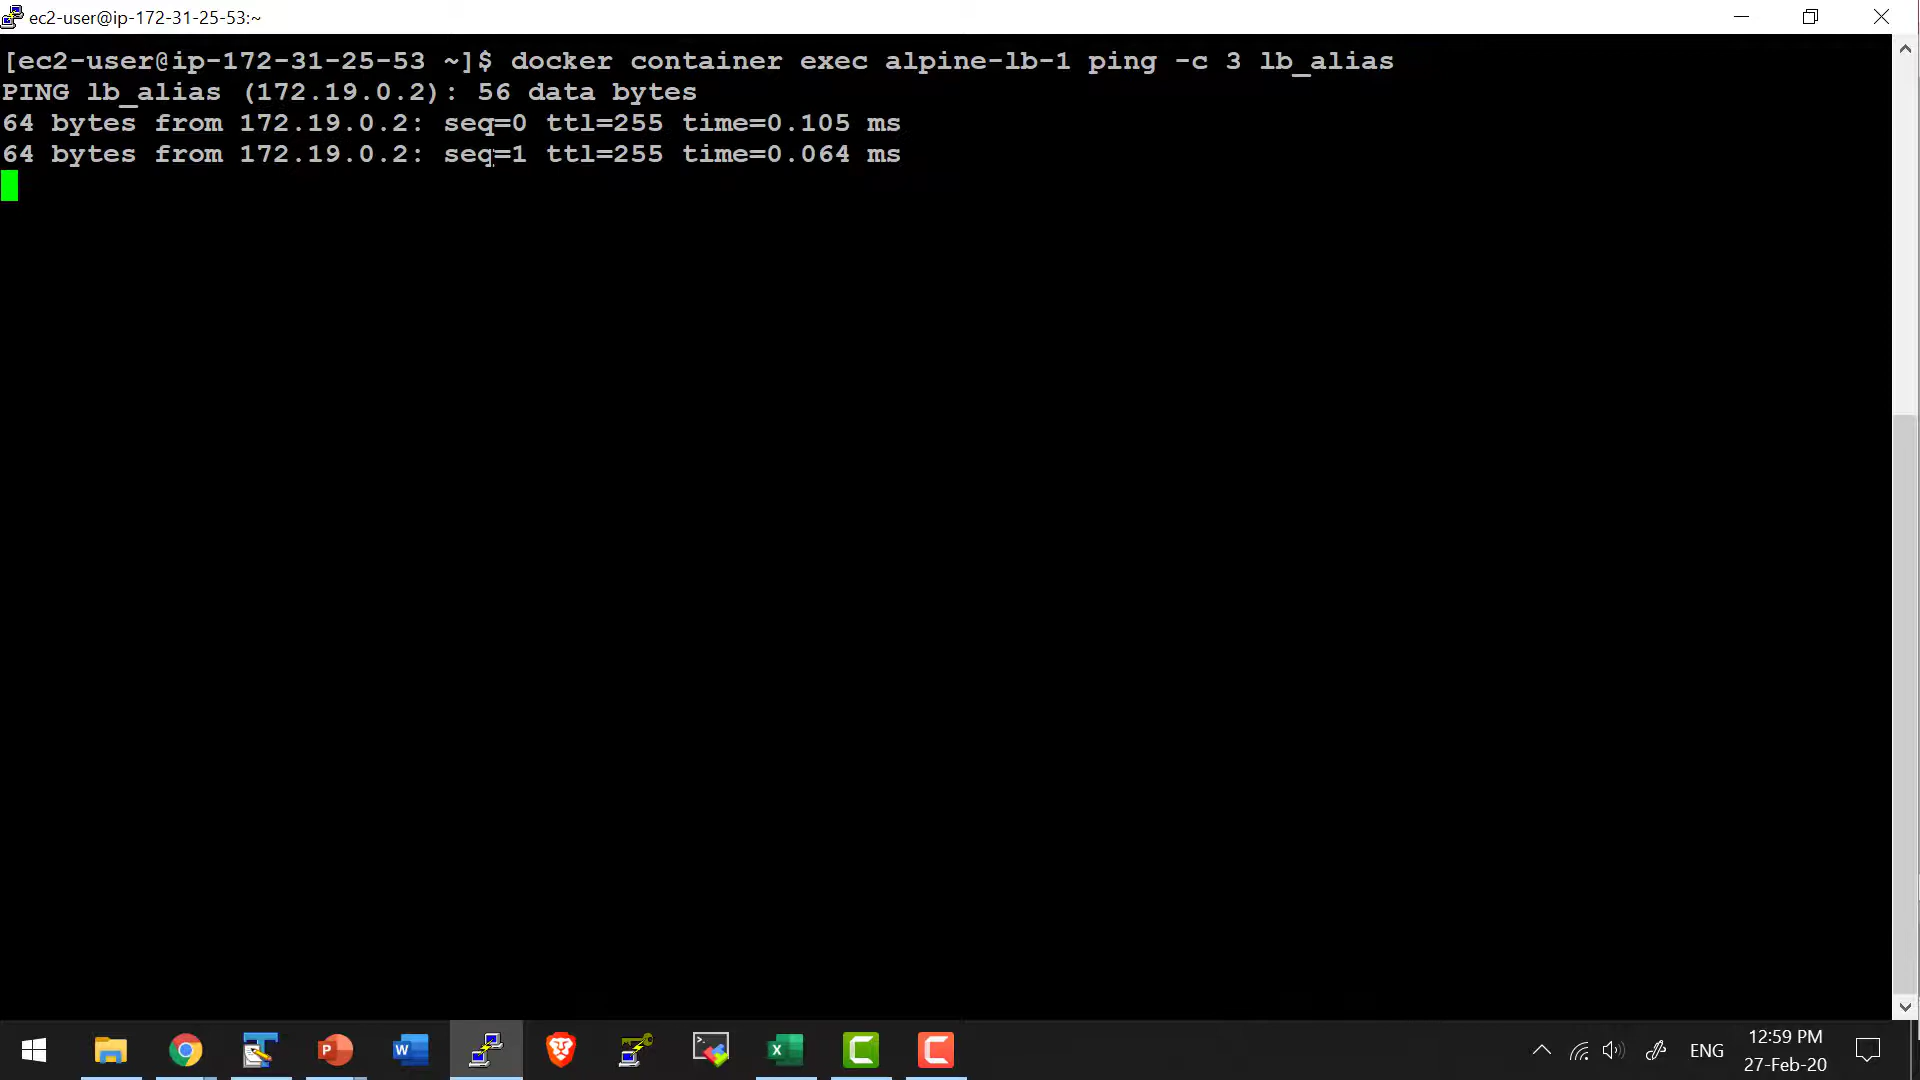 ec2-user@ip-172-31-25-53:~
[ec2-user@ip-172-31-25-53 ~]$ docker container exec alpine-lb-1 ping -c 3 lb_alias
PING lb_alias (172.19.0.2): 56 data bytes
64 bytes from 172.19.0.2: seq=0 ttl=255 time=0.105 ms
64 bytes from 172.19.0.2: seq=1 ttl=255 time=0.064 ms
ENG
12:59 PM
27-Feb-20